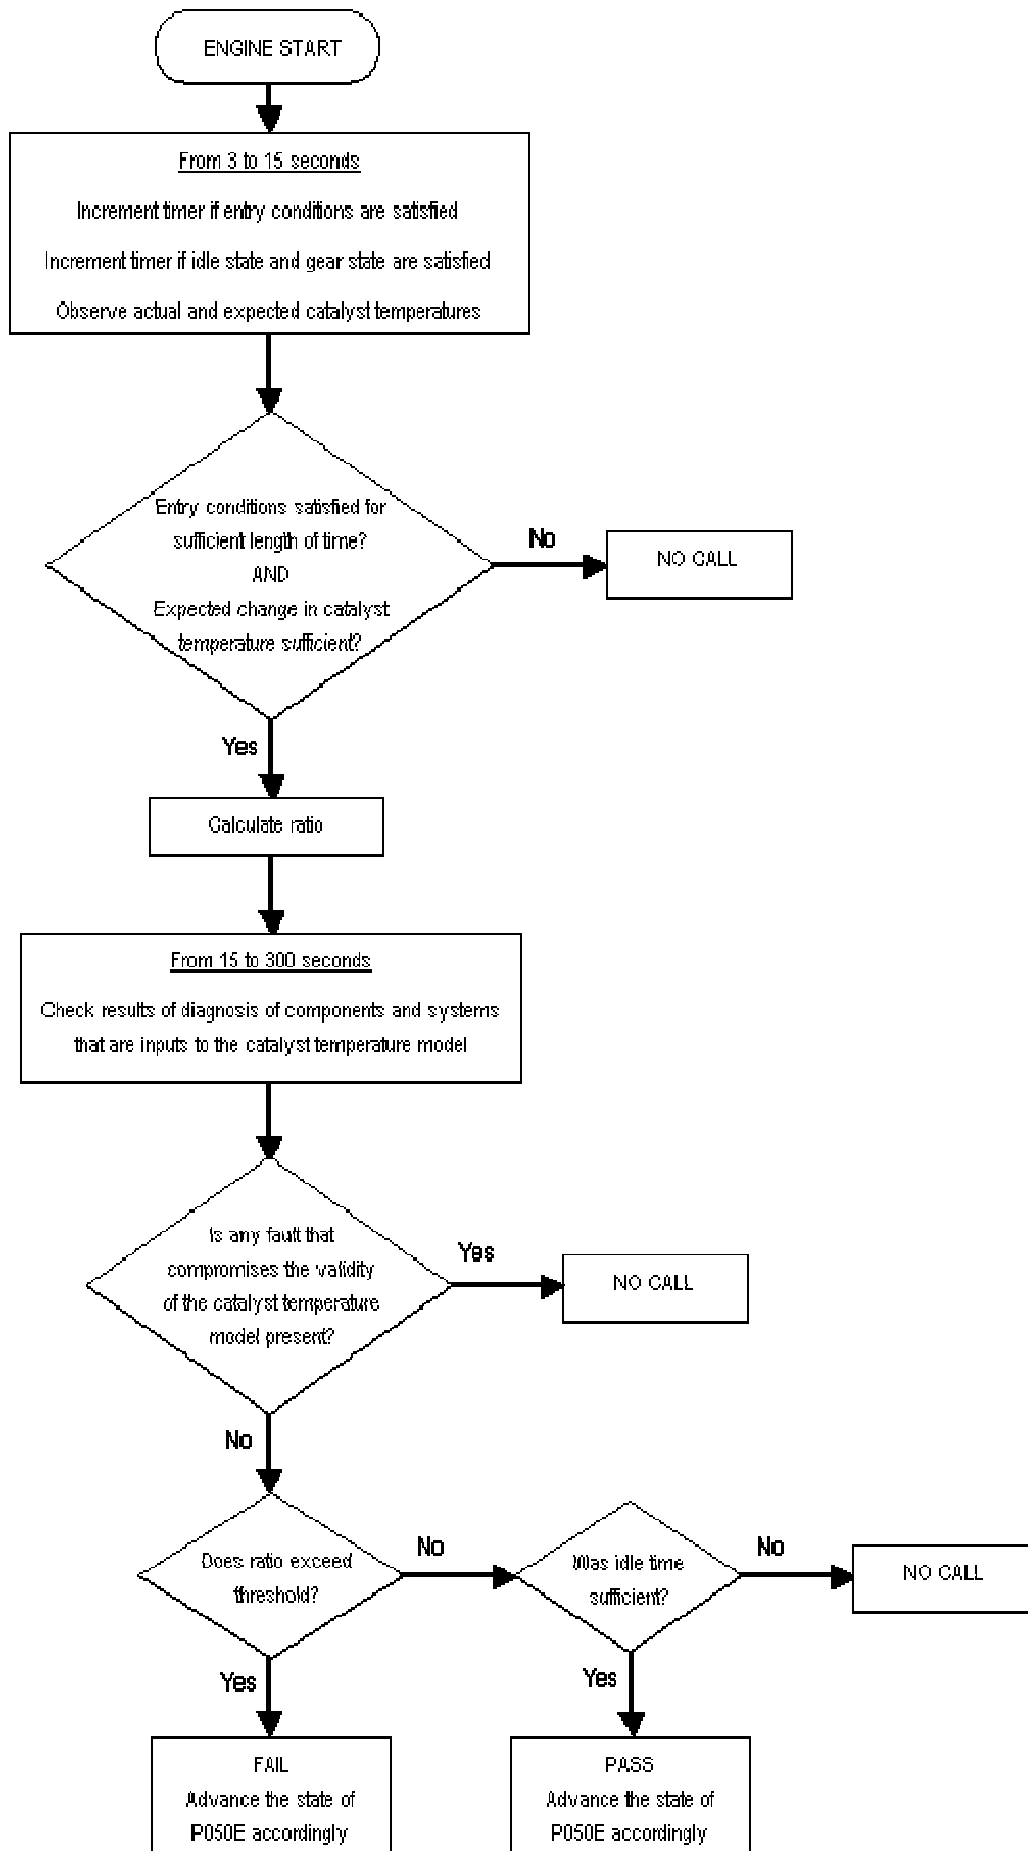 ENGINE START
From 3 to 15 seconds
Increment timer if entry conditions are satisfied
Increment timer if idle state and gear state are satisfied
Observe actual and expected catalyst temperatures
Entry conditions satisfied for
sufficient length of time?
AND
Expected change in catalyst
temperature sufficient?
No
NO CALL
Yes
Calculate ratio
From 15 to 300 seconds
Check results of diagnosis of components and systems
that are inputs to the catalyst temperature model
Is any fault that
compromises the validity
of the catalyst temperature
model present?
Yes
NO CALL
No
Does ratio exceed
threshold?
No
Was idle time
sufficient?
No
NO CALL
Yes
FAIL
Advance the state of
P050E accordingly
Yes
PASS
Advance the state of
P050E accordingly